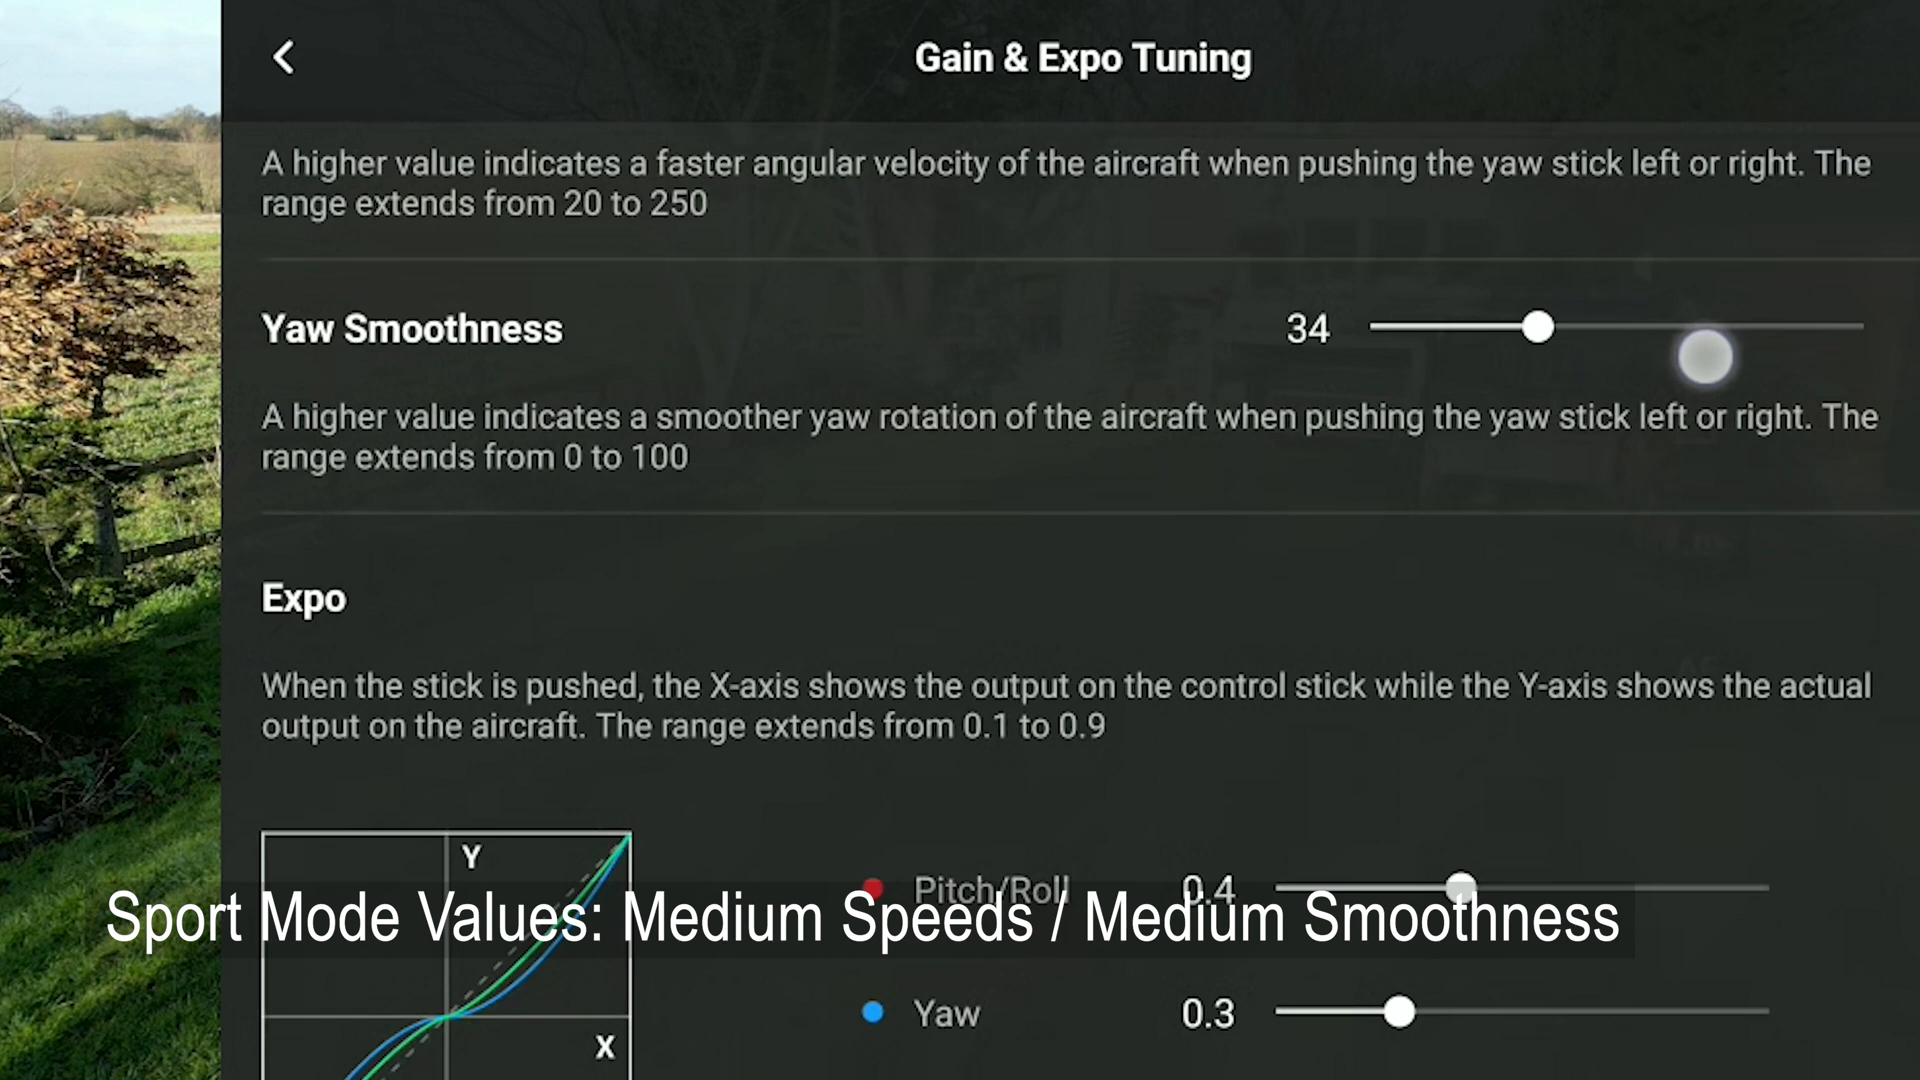 Gain & Expo Tuning
A higher value indicates a faster angular velocity of the aircraft when pushing the yaw stick left or right. The
range extends from 20 to 250
Yaw Smoothness
34
A higher value indicates a smoother yaw rotation of the aircraft when pushing the yaw stick left or right. The
range extends from 0 to 100
Expo
When the stick is pushed, the X-axis shows the output on the control stick while the Y-axis shows the actual
output on the aircraft. The range extends from 0.1 to 0.9
Y
Pitch/Roll 0.4
Sport Mode Values: Medium Speeds / Medium Smoothness
Yaw 0.3
X